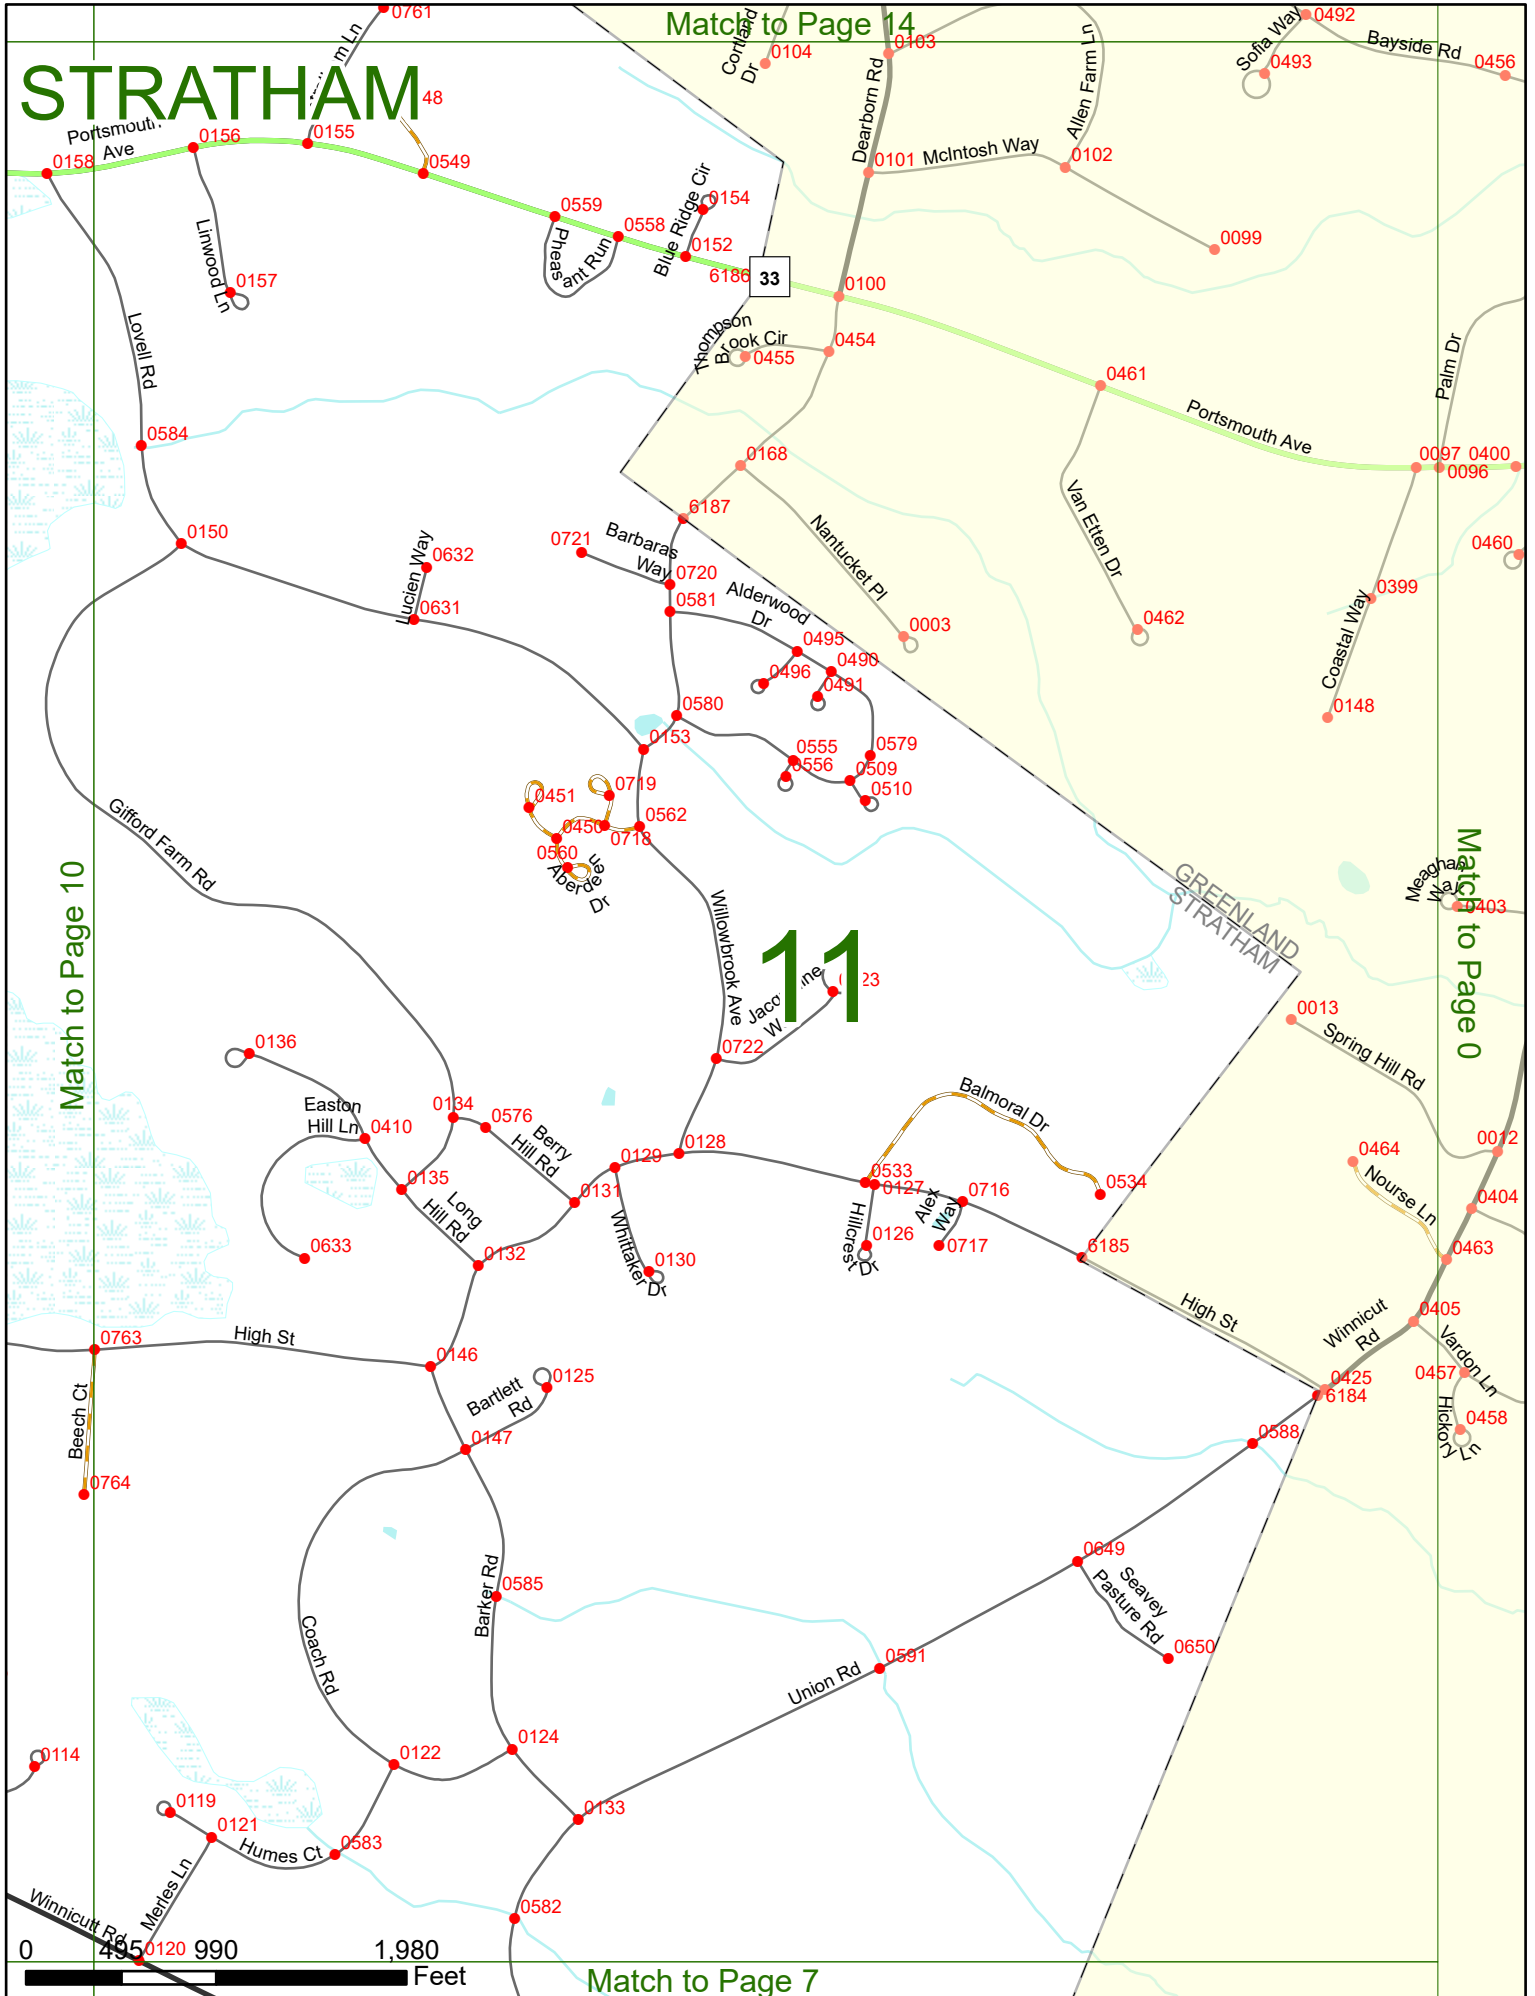 Match to Page 14
STRATHAM
0761
0104
Cortland
Dr
0103
Sofia Way
0492
Bayside Rd
0456
0493
48
Dearborn Rd
Allen Farm Ln
Portsmouth
Ave
0156
0155
0158
0549
0101
McIntosh Way
0102
0559
0558
0154
Blue Ridge Cir
0152
6186
33
0099
0100
Linwood Ln
0157
Pheas
ant Run
Thompson
Brook Cir
0454
0455
Lovell Rd
0461
Palm Dr
Portsmouth Ave
0584
0168
0097
0400
0096
6187
Nantucket Pl
Van Etten Dr
0150
0721
Barbaras
Way
0720
0460
Lucien Way
0632
0631
0581
Alderwood
Dr
0399
Coastal Way
0462
0003
0495
0490
0496
0491
0148
0580
0153
0579
0555
0556
0509
0510
0451
0719
0450
0718
0562
0560
Aberdeen
Dr
Gifford Farm Rd
Match to Page 10
Willowbrook Ave
11
GREENLAND
STRATHAM
Meaghan
Way
0403
Match to Page 0
23
0722
0013
Spring Hill Rd
0136
Easton
Hill Ln
0410
0134
0576
Berry
Hill Rd
Balmoral Dr
0012
0464
Nourse Ln
0404
0129
0128
0533
0127
0534
0135
Long
Hill Rd
0131
Alex
Way
0716
0126
0717
Hillcrest Dr
Whittaker Dr
0130
0633
0132
6185
0463
High St
0405
Winnicut
Rd
Vardon Ln
0763
High St
0146
0125
Bartlett
Rd
0425
6184
0457
Hickory Ln
0458
Beech Ct
0147
0588
0764
Barker Rd
0585
0649
Seavey
Pasture Rd
0650
Coach Rd
0591
Union Rd
0124
0122
0114
0119
0121
0133
Humes Ct
0583
Merles Ln
Winnicutt Rd
0582
0120
0
495
990
1,980
Feet
Match to Page 7